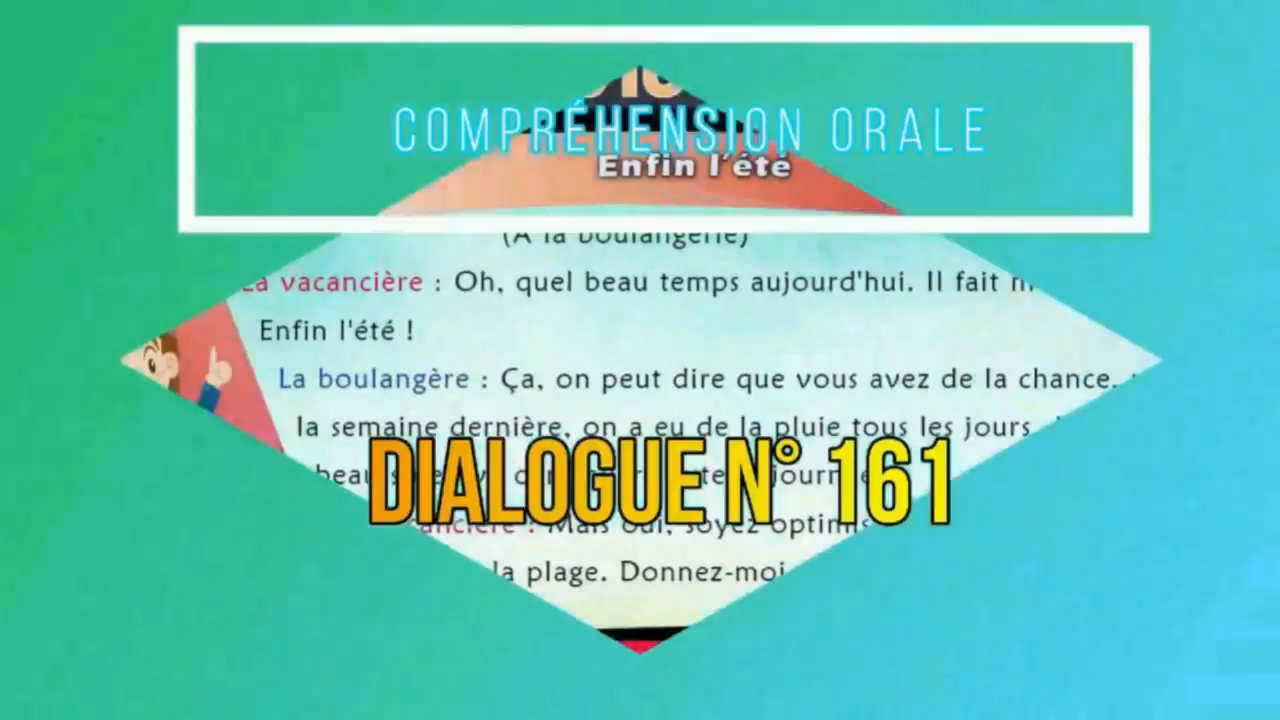 COMPRÉHENSION ORALE
Enfin l'été
(A la boulangerie)
La vacancière : Oh, quel beau temps aujourd'hui. Il fait
Enfin l'été !
La boulangère : Ça, on peut dire que vous avez de la chance.
la semaine dernière, on a eu de la pluie tous les jours.
DIALOGUE N° 161
: Mais oui, soyez
la plage. Donnez-moi